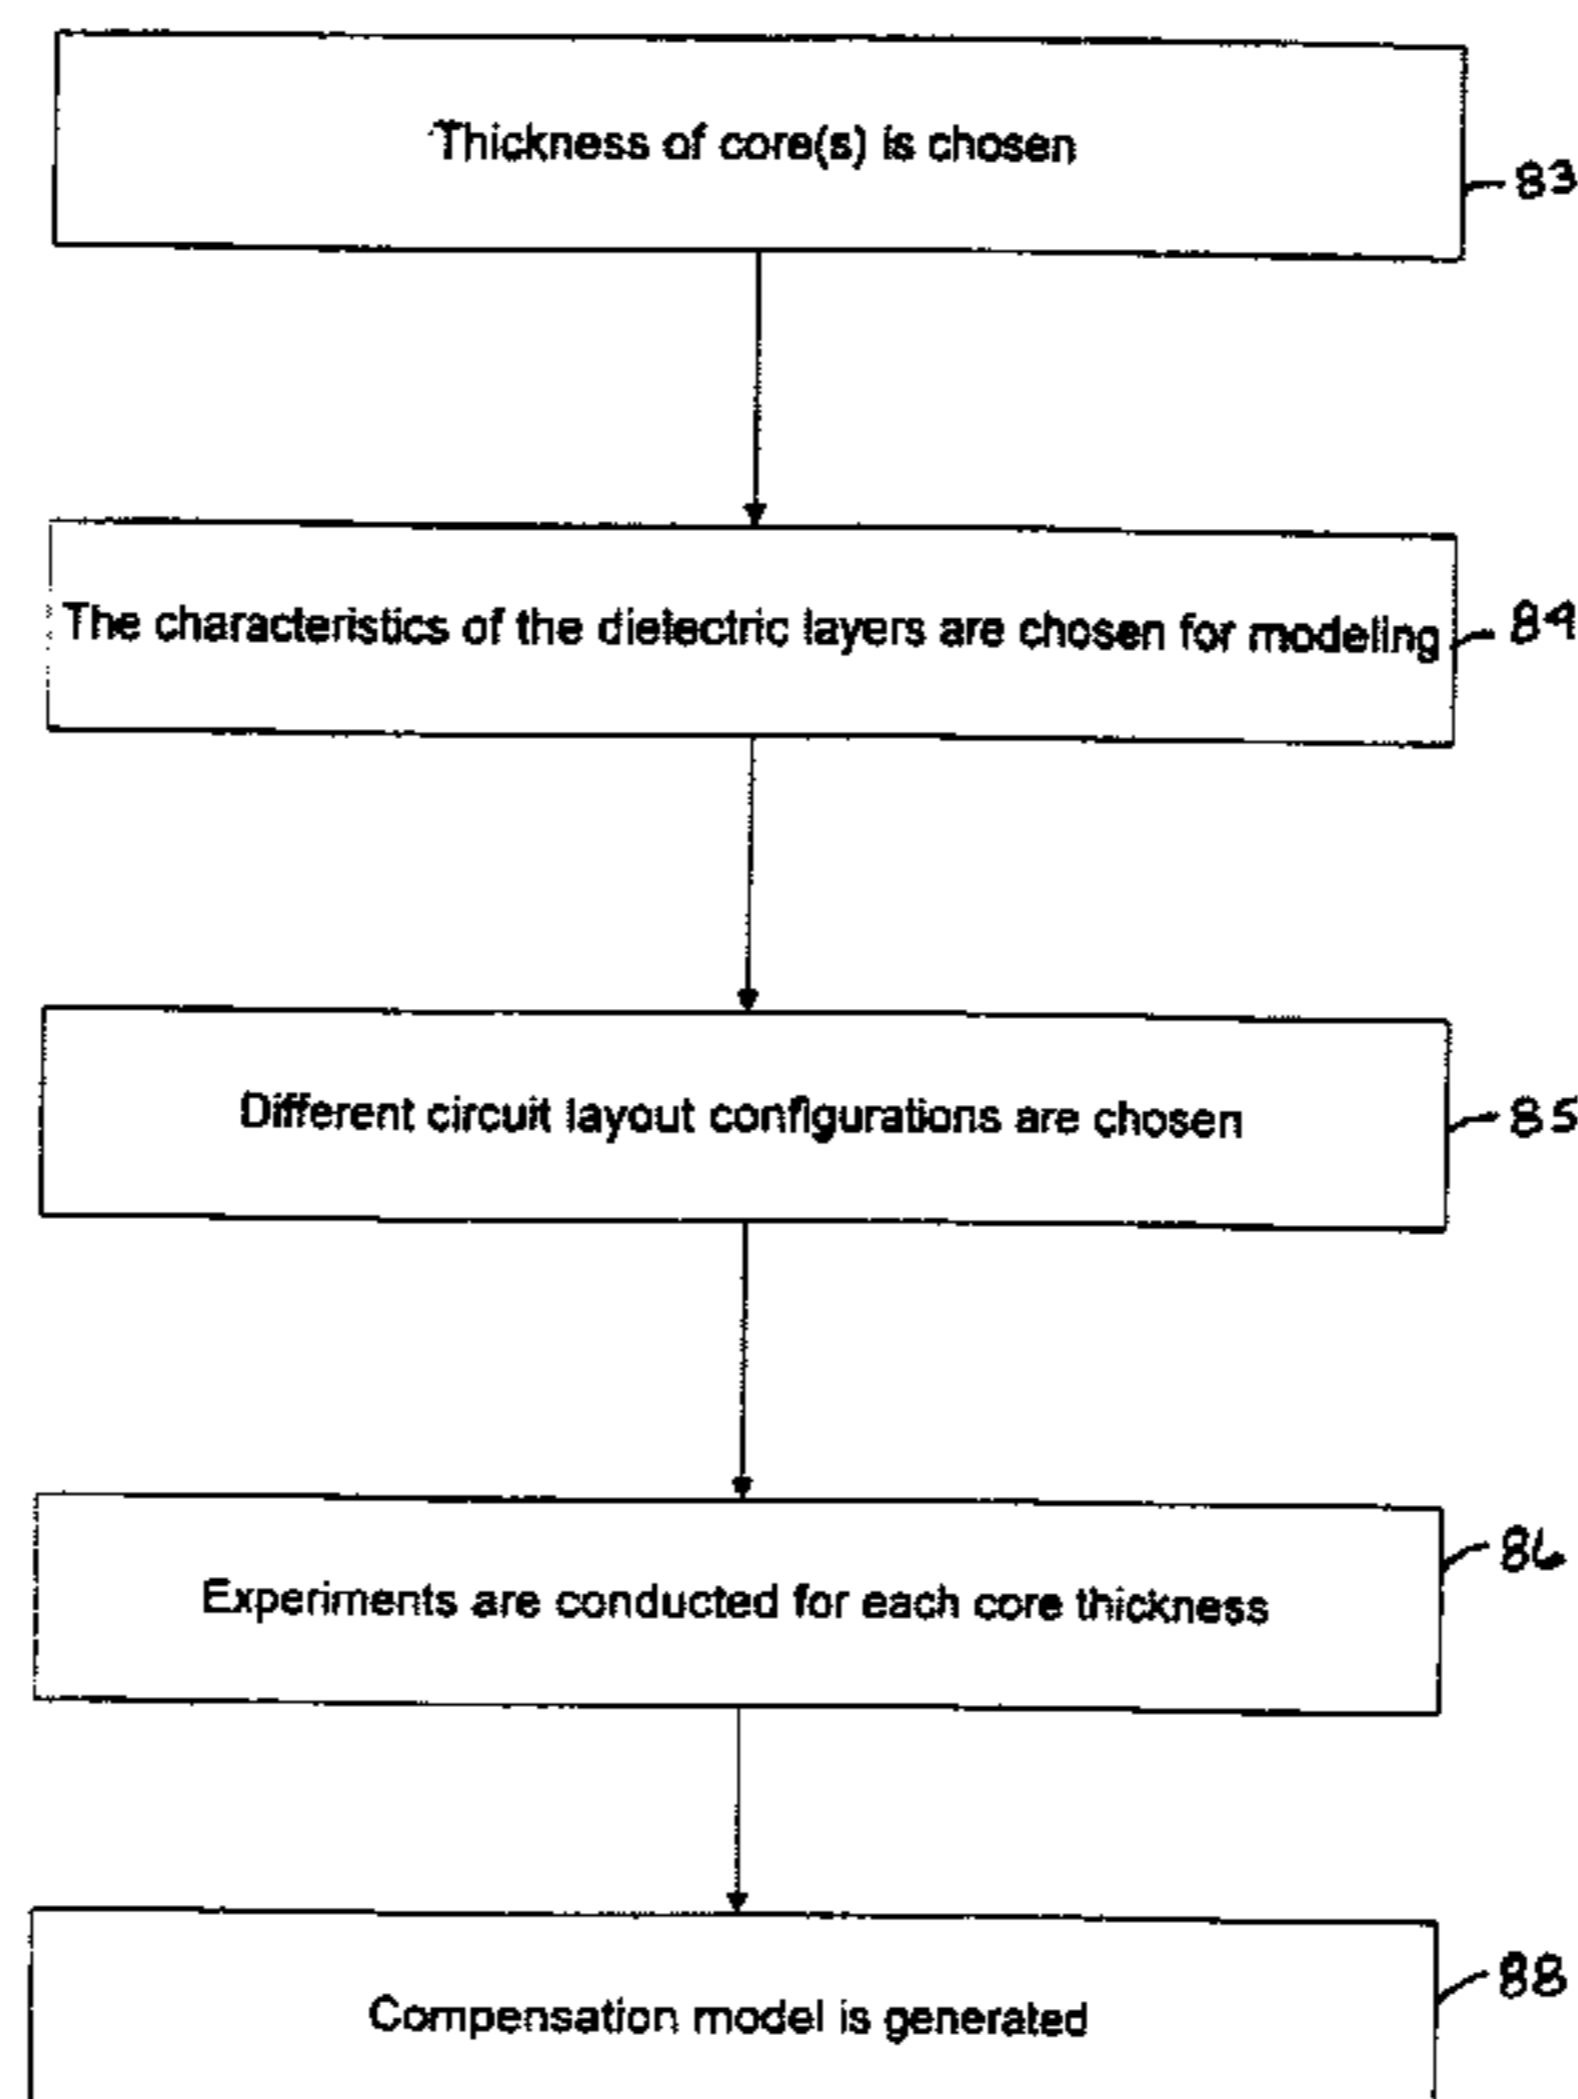 Thickness of core(s) is chosen
83
The characteristics of the dielectric layers are chosen for modeling
84
Different circuit layout configurations are chosen
85
Experiments are conducted for each core thickness
86
Compensation model is generated
88